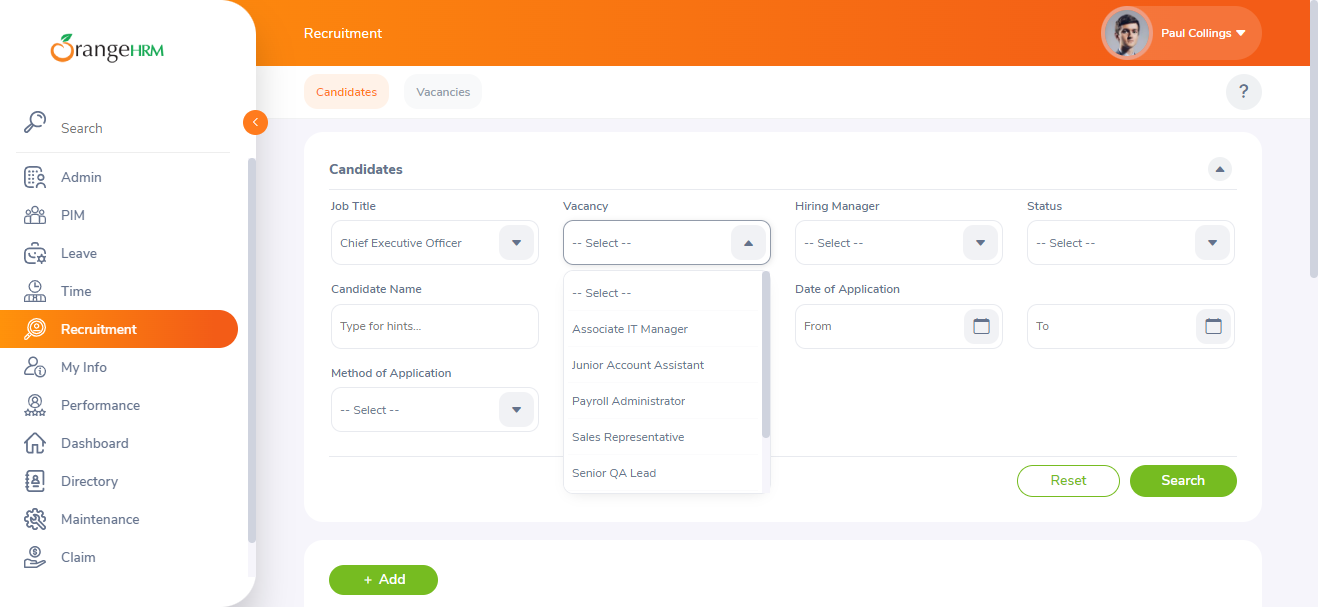 OrangeHRM
Recruitment
Paul Collings
Candidates
Vacancies
?
Search
Admin
PIM
Leave
Time
Recruitment
My Info
Performance
Dashboard
Directory
Maintenance
Claim
Candidates
Job Title
Vacancy
Hiring Manager
Status
Chief Executive Officer
-- Select --
-- Select --
-- Select --
Candidate Name
Date of Application
Type for hints...
From
To
Method of Application
-- Select --
-- Select --
Associate IT Manager
Junior Account Assistant
Payroll Administrator
Sales Representative
Senior QA Lead
Reset
Search
+ Add